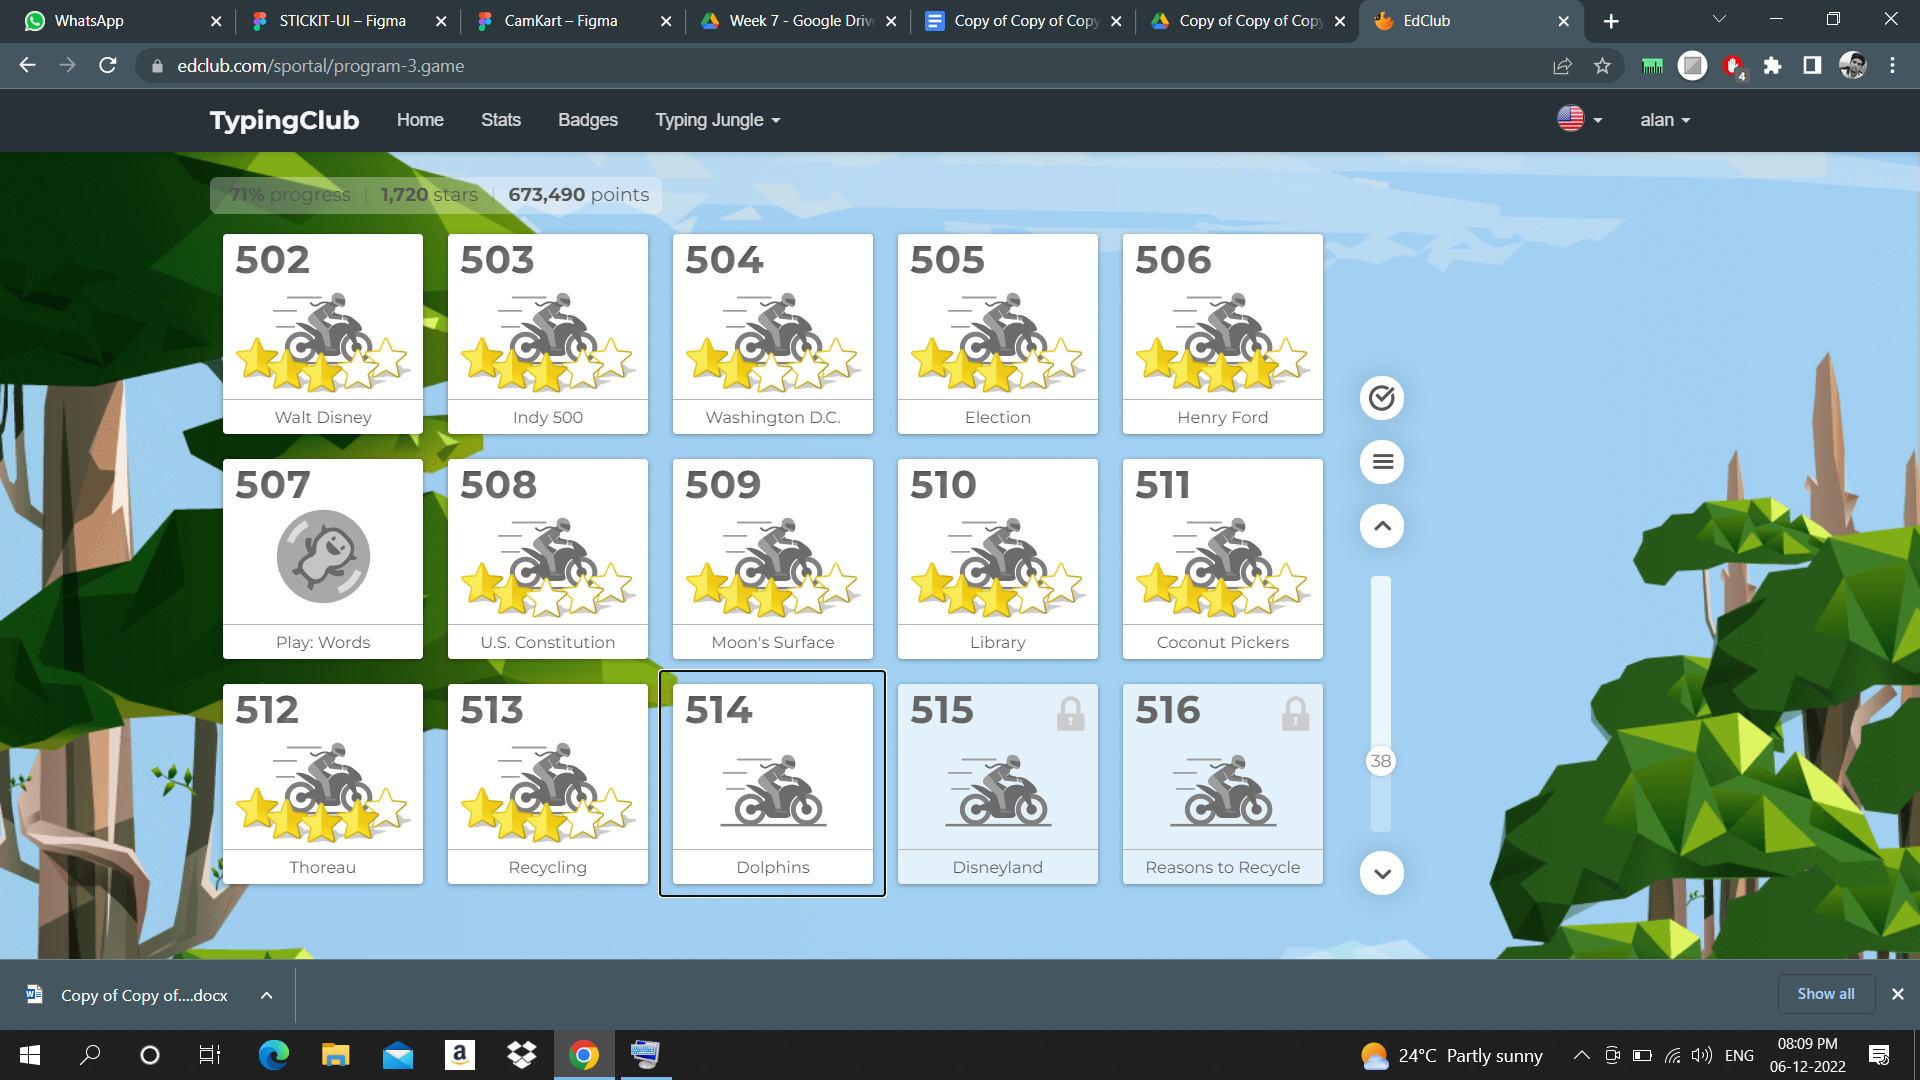 WhatsApp
STICKIT-UI – Figma
CamKart – Figma
Week 7 - Google Drive
Copy of Copy of Copy
Copy of Copy of Copy
EdClub
edclub.com/sportal/program-3.game
4
TypingClub Home Stats Badges Typing Jungle alan
71% progress | 1,720 stars | 673,490 points
502 503 504 505 506
Walt Disney Indy 500 Washington D.C. Election Henry Ford
507 508 509 510 511
Play: Words U.S. Constitution Moon's Surface Library Coconut Pickers
512 513 514 515 516
38
Thoreau Recycling Dolphins Disneyland Reasons to Recycle
Copy of Copy of....docx
Show all
24°C Partly sunny
ENG
08:09 PM
06-12-2022